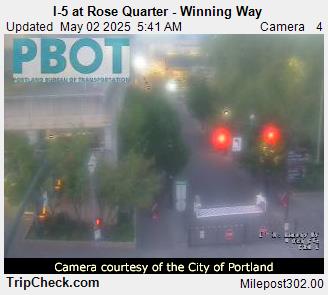 I-5 at Rose Quarter - Winning Way
Updated May 02 2025 5:41 AM Camera 4
PBOT
PORTLAND BUREAU OF TRANSPORTATION
Camera courtesy of the City of Portland
TripCheck.com Milepost302.00